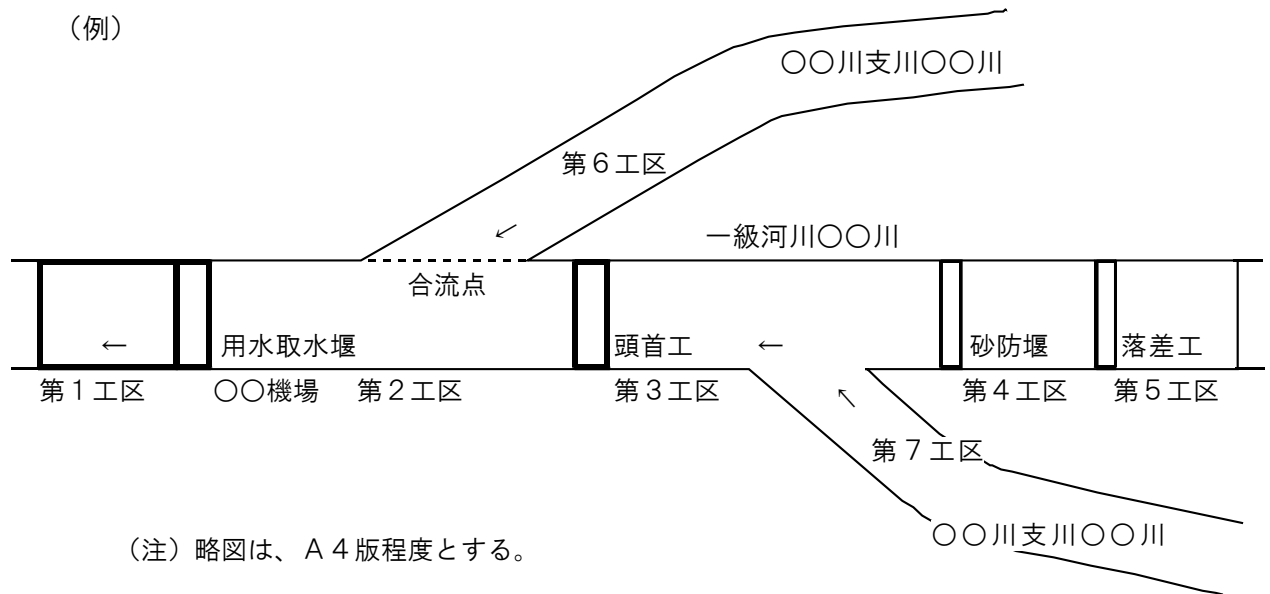 （例）
〇〇川支川〇〇川
第６工区
←
一級河川〇〇川
合流点
←
用水取水堰
頭首工
←
砂防堰
落差工
第１工区
〇〇機場
第２工区
第３工区
第４工区
第５工区
←
第７工区
〇〇川支川〇〇川
（注）略図は、Ａ４版程度とする。